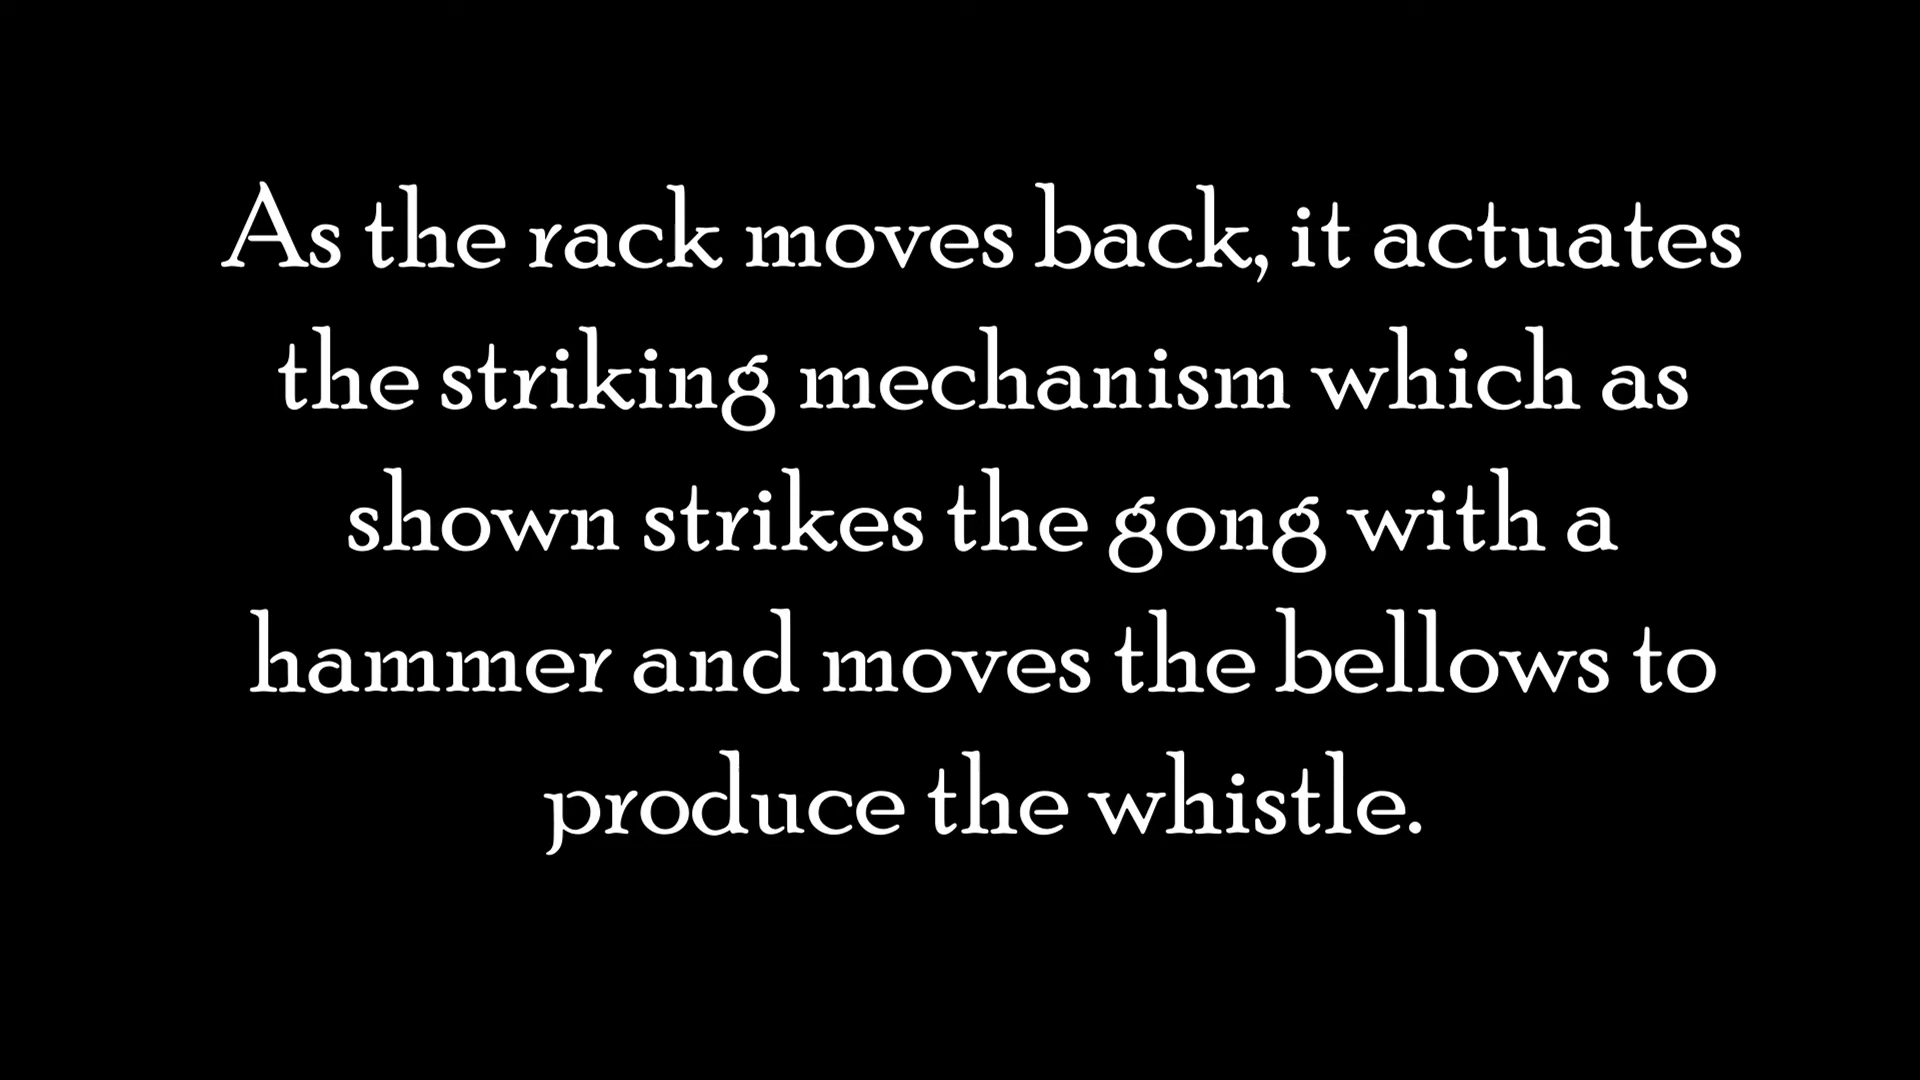 As the rack moves back, it actuates
the striking mechanism which as
shown strikes the gong with a
hammer and moves the bellows to
produce the whistle.